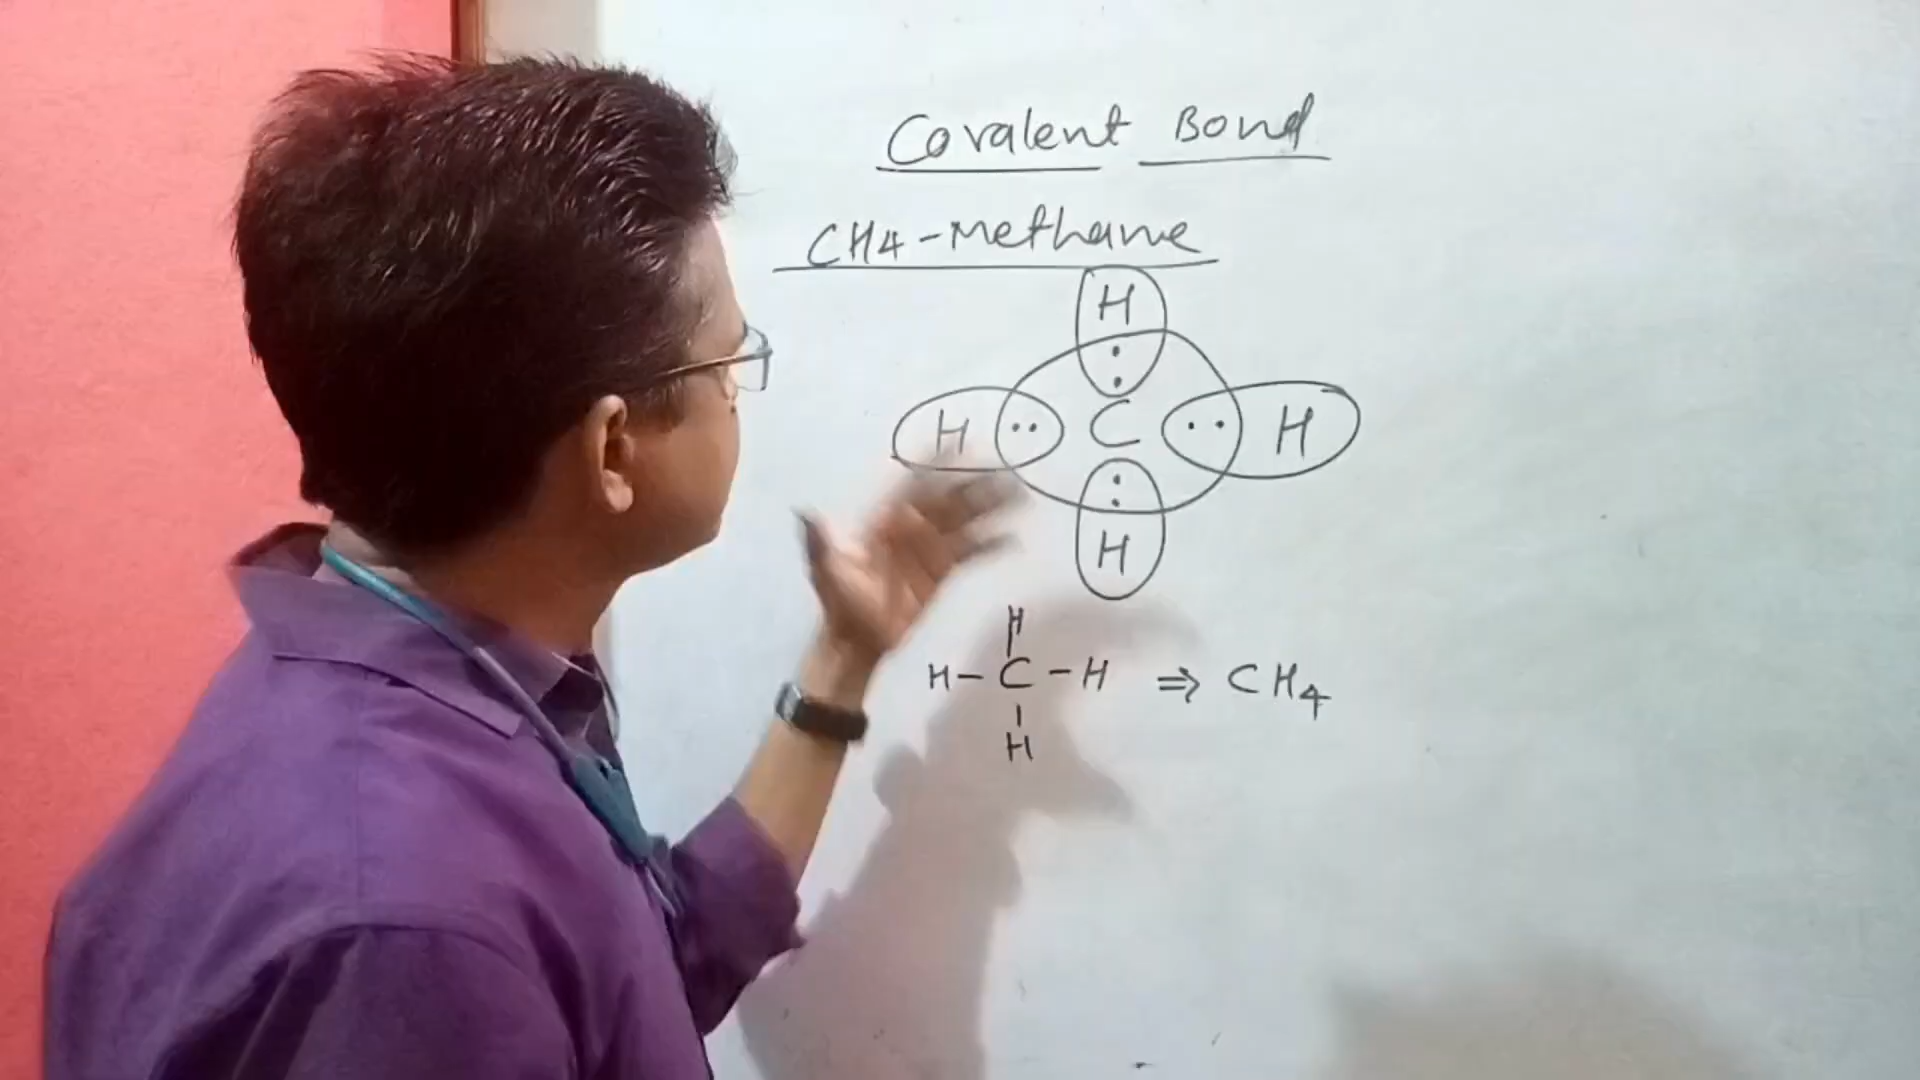 Covalent Bond
CH4-Methane
H
H : C : H
H
H
H-C-H ⇒ CH4
H